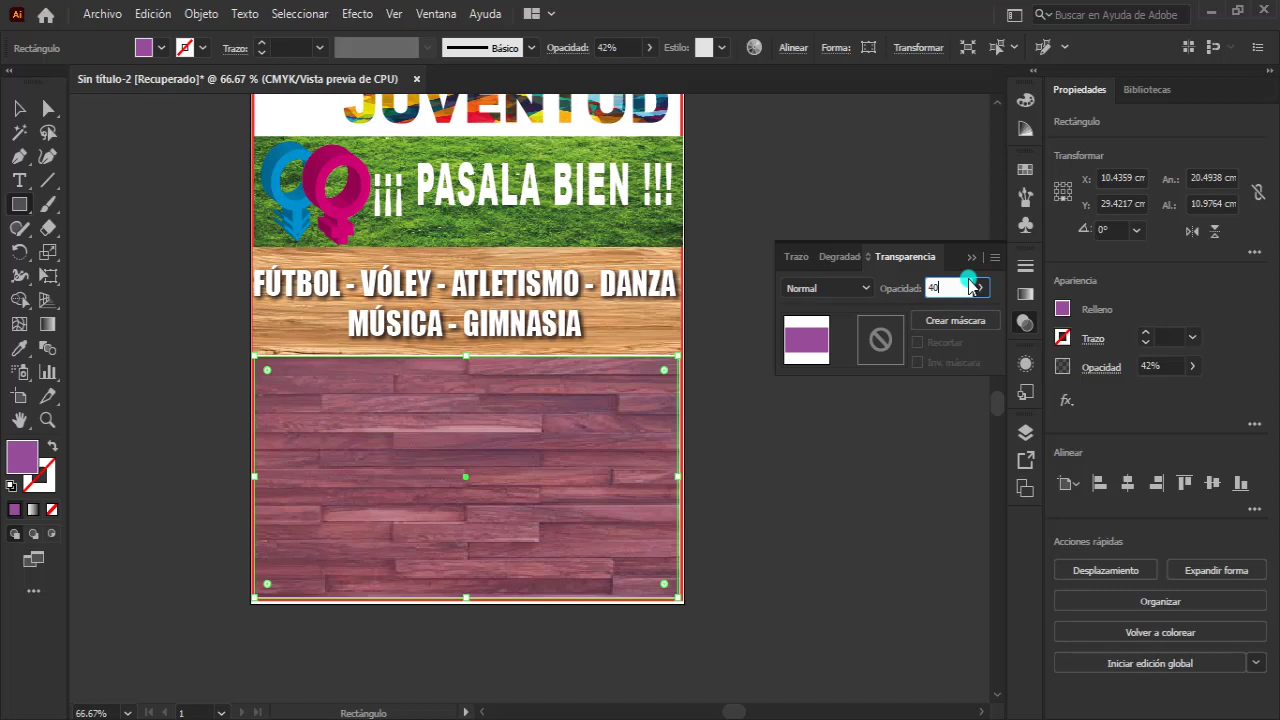 Ai
Archivo Edición Objeto Texto Seleccionar Efecto Ver Ventana Ayuda
Buscar en Ayuda de Adobe
Rectángulo
Trazo:
Básico
Opacidad: 42%
Estilo:
Alinear
Forma:
Transformar
Sin título-2 [Recuperado]* @ 66.67 % (CMYK/Vista previa de CPU)
JUVENTUD
¡¡¡ PASALA BIEN !!!
FÚTBOL - VÓLEY - ATLETISMO - DANZA
MÚSICA - GIMNASIA
Trazo Degradad Transparencia
Normal
Opacidad: 40
Crear máscara
Recortar
Inv. máscara
Propiedades Bibliotecas
Rectángulo
Transformar
X: 10.4359 cm An.: 20.4938 cm
Y: 29.4217 cm Al.: 10.9764 cm
0°
Apariencia
Relleno
Trazo
Opacidad 42%
fx.
Alinear
Acciones rápidas
Desplazamiento Expandir forma
Organizar
Volver a colorear
Iniciar edición global
66.67% 1 Rectángulo